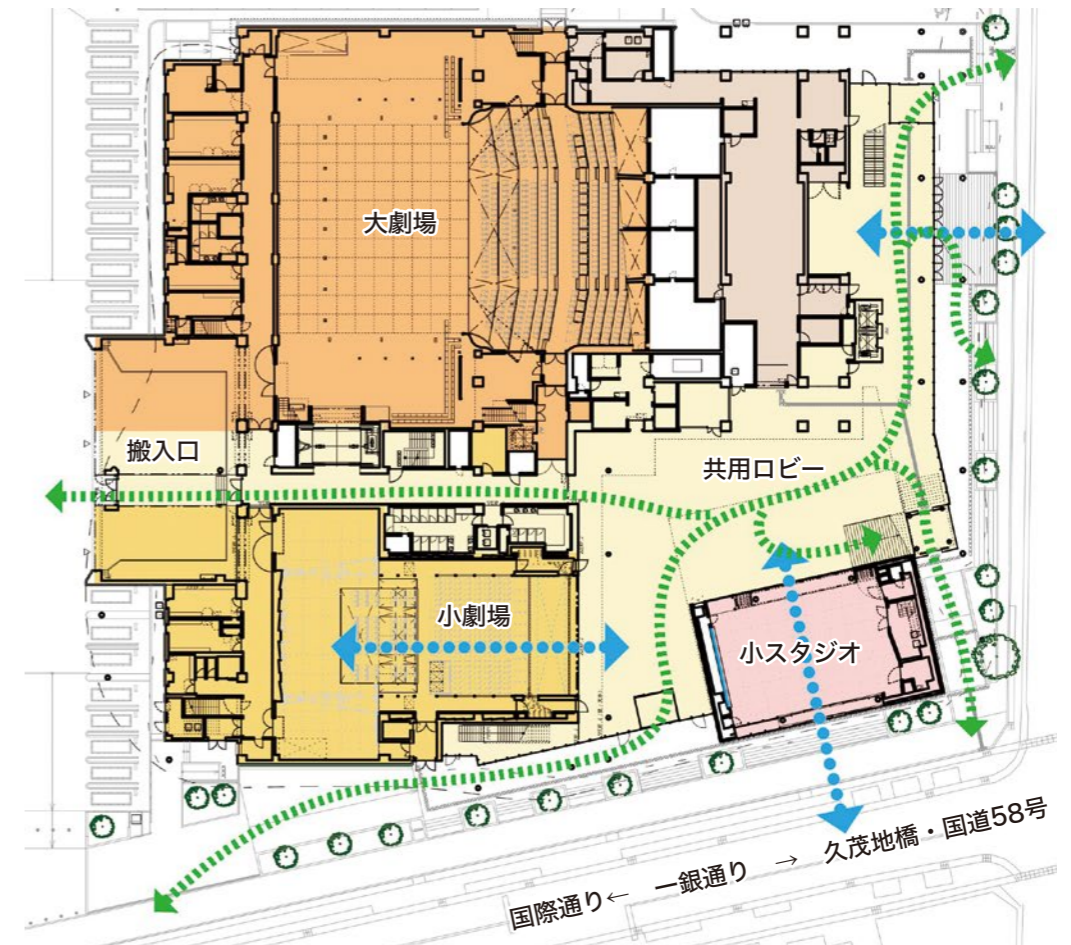 大劇場
搬入口
共用ロビー
小劇場
小スタジオ
国際通り← 一銀通り → 久茂地橋・国道58号